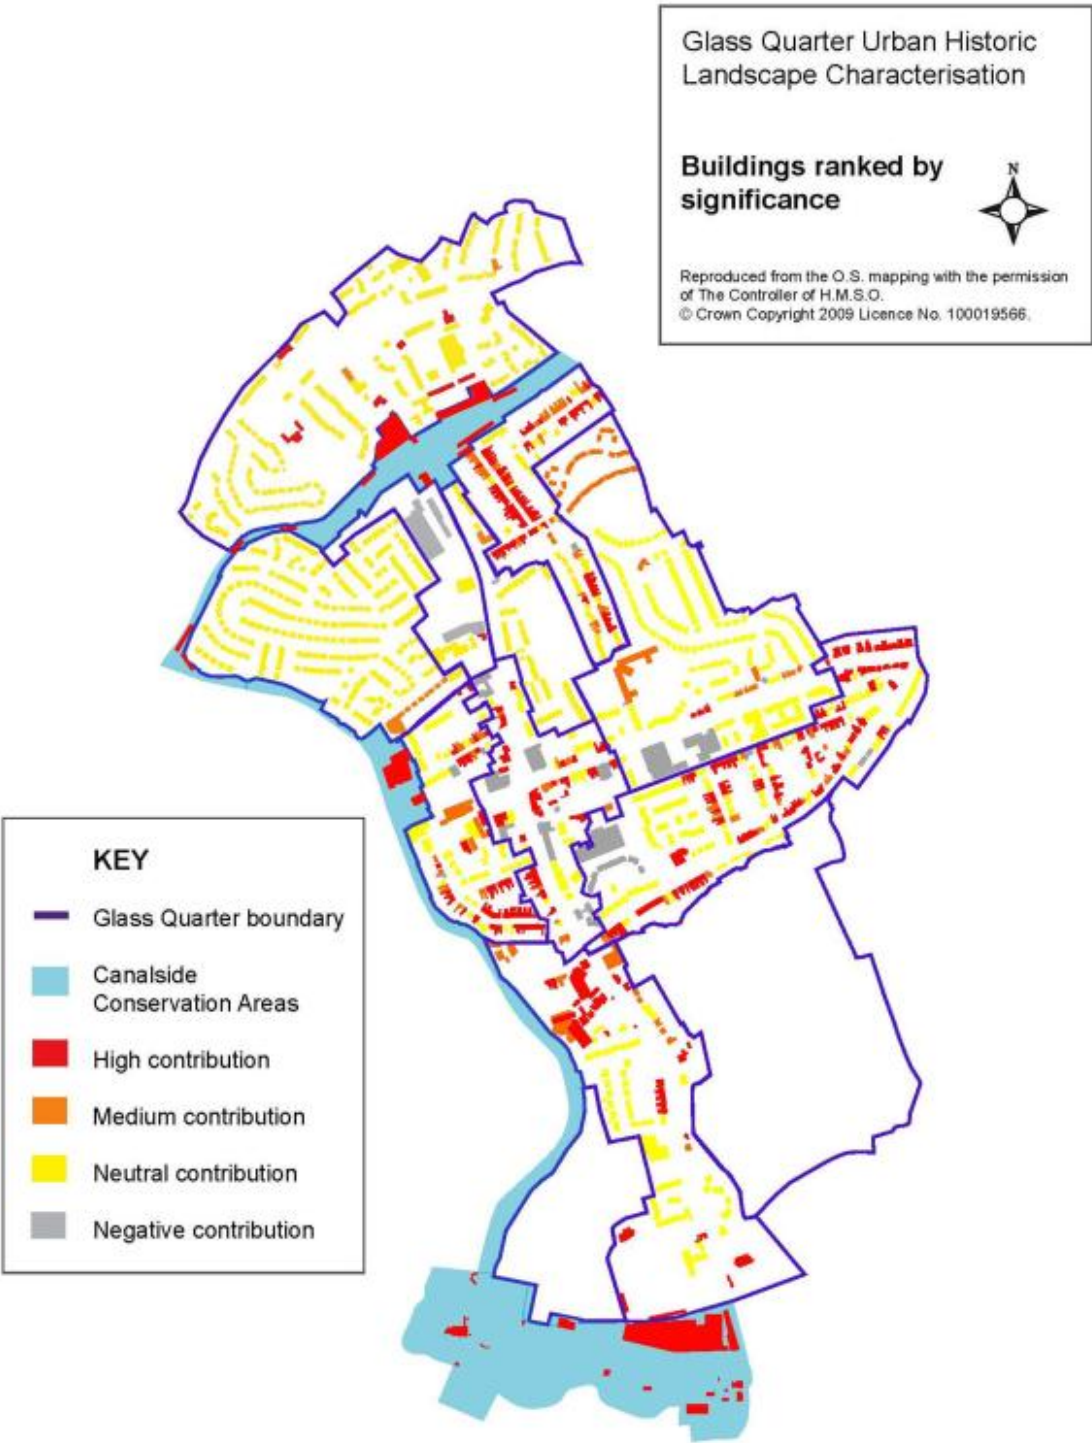 Glass Quarter Urban Historic
Landscape Characterisation
Buildings ranked by
significance
N
Reproduced from the O.S. mapping with the permission
of The Controller of H.M.S.O.
© Crown Copyright 2009 Licence No. 100019566.
KEY
Glass Quarter boundary
Canalside
Conservation Areas
High contribution
Medium contribution
Neutral contribution
Negative contribution